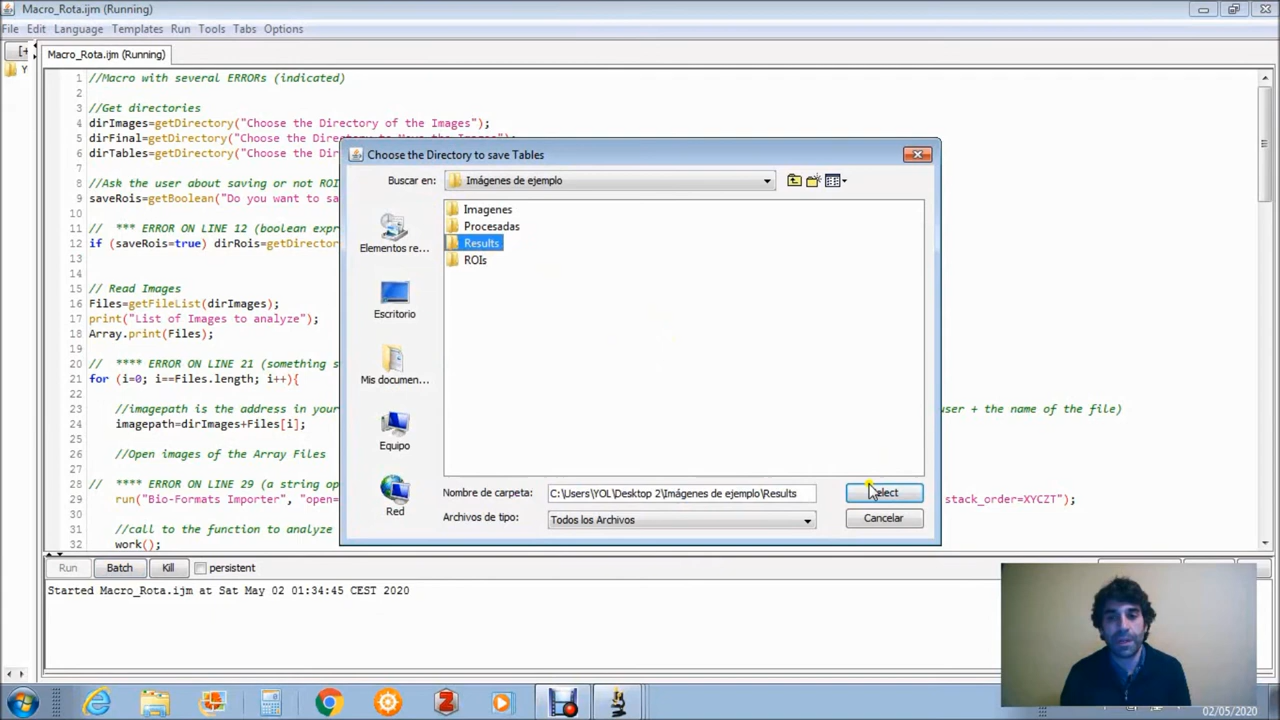 Macro_Rota.ijm (Running)
File Edit Language Templates Run Tools Tabs Options
Macro_Rota.ijm (Running)
1 //Macro with several ERRORs (indicated)
2
3 //Get directories
4 dirImages=getDirectory("Choose the Directory of the Images");
5 dirFinal=getDirectory("Choose the Directory to Move the Images");
6 dirTables=getDirectory("Choose the Dir
7
8 //Ask the user about saving or not ROI
9 saveRois=getBoolean("Do you want to sa
10
11 // *** ERROR ON LINE 12 (boolean expr
12 if (saveRois=true) dirRois=getDirector
13
14
15 // Read Images
16 Files=getFileList(dirImages);
17 print("List of Images to analyze");
18 Array.print(Files);
19
20 // **** ERROR ON LINE 21 (something s
21 for (i=0; i==Files.length; i++){
22
23 //imagepath is the address in your user + the name of the file)
24 imagepath=dirImages+Files[i];
25
26 //Open images of the Array Files
27
28 // **** ERROR ON LINE 29 (a string op
29 run("Bio-Formats Importer", "open= stack_order=XYCZT");
30
31 //call to the function to analyze
32 work();
Choose the Directory to save Tables
Buscar en: Imágenes de ejemplo
Imagenes
Procesadas
Results
ROIs
Elementos re...
Escritorio
Mis documen...
Equipo
Red
Nombre de carpeta: C:\Users\YOL\Desktop 2\Imágenes de ejemplo\Results
Archivos de tipo: Todos los Archivos
Select
Cancelar
Run Batch Kill persistent
Started Macro_Rota.ijm at Sat May 02 01:34:45 CEST 2020
02/05/2020